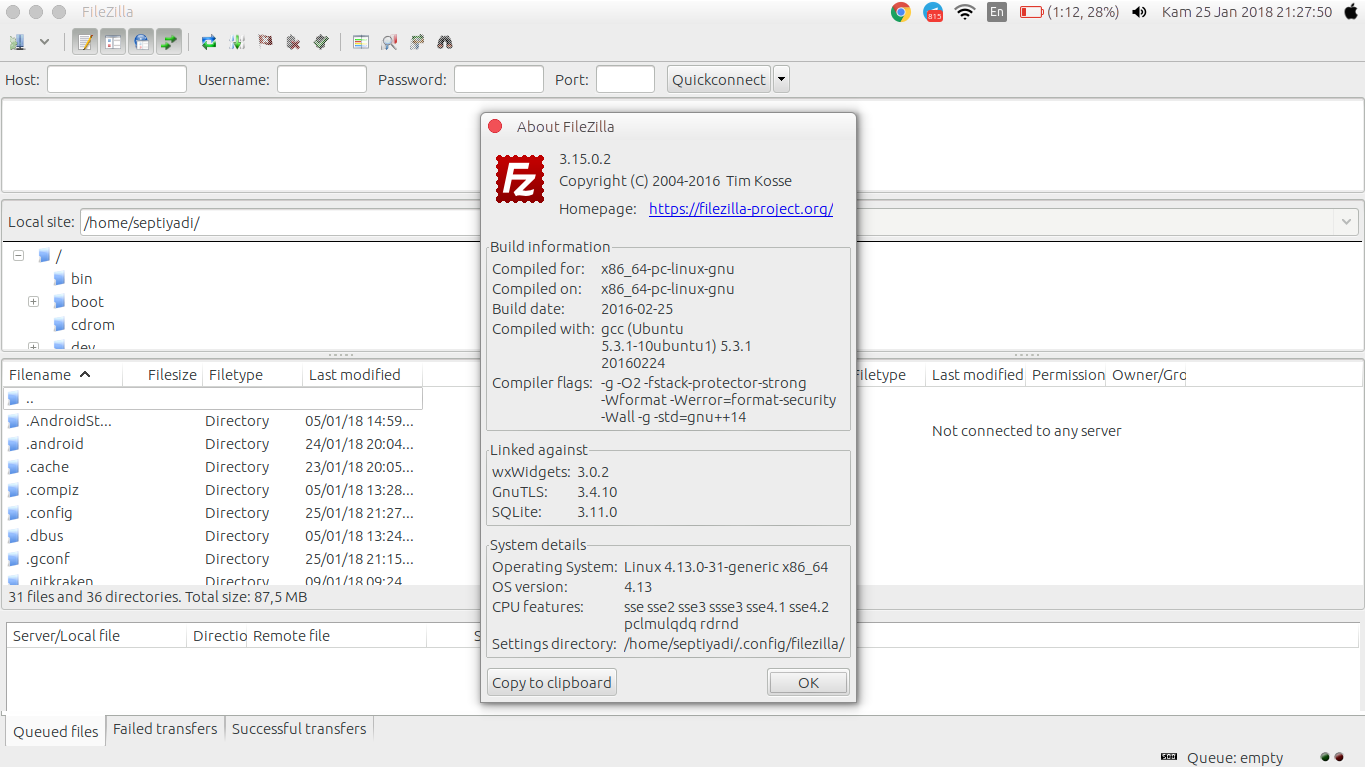 FileZilla
815
En
(1:12, 28%)
Kam 25 Jan 2018 21:27:50
Host:
Username:
Password:
Port:
Quickconnect
About FileZilla
Fz
3.15.0.2
Copyright (C) 2004-2016 Tim Kosse
Homepage: https://filezilla-project.org/
Local site: /home/septiyadi/
/
bin
boot
cdrom
dev
Build information
Compiled for: x86_64-pc-linux-gnu
Compiled on: x86_64-pc-linux-gnu
Build date: 2016-02-25
Compiled with: gcc (Ubuntu
5.3.1-10ubuntu1) 5.3.1
20160224
Compiler flags: -g -O2 -fstack-protector-strong
-Wformat -Werror=format-security
-Wall -g -std=gnu++14
Linked against
wxWidgets: 3.0.2
GnuTLS: 3.4.10
SQLite: 3.11.0
System details
Operating System: Linux 4.13.0-31-generic x86_64
OS version: 4.13
CPU features: sse sse2 sse3 ssse3 sse4.1 sse4.2
pclmulqdq rdrnd
Settings directory: /home/septiyadi/.config/filezilla/
Copy to clipboard
OK
Filename Filesize Filetype Last modified
..
.AndroidSt... Directory 05/01/18 14:59...
.android Directory 24/01/18 20:04...
.cache Directory 23/01/18 20:05...
.compiz Directory 05/01/18 13:28...
.config Directory 25/01/18 21:27...
.dbus Directory 05/01/18 13:24...
.gconf Directory 25/01/18 21:15...
.gitkraken Directory 09/01/18 09:24
31 files and 36 directories. Total size: 87,5 MB
iletype Last modified Permission Owner/Gro
Not connected to any server
Server/Local file Directio Remote file S
Queued files
Failed transfers
Successful transfers
Queue: empty